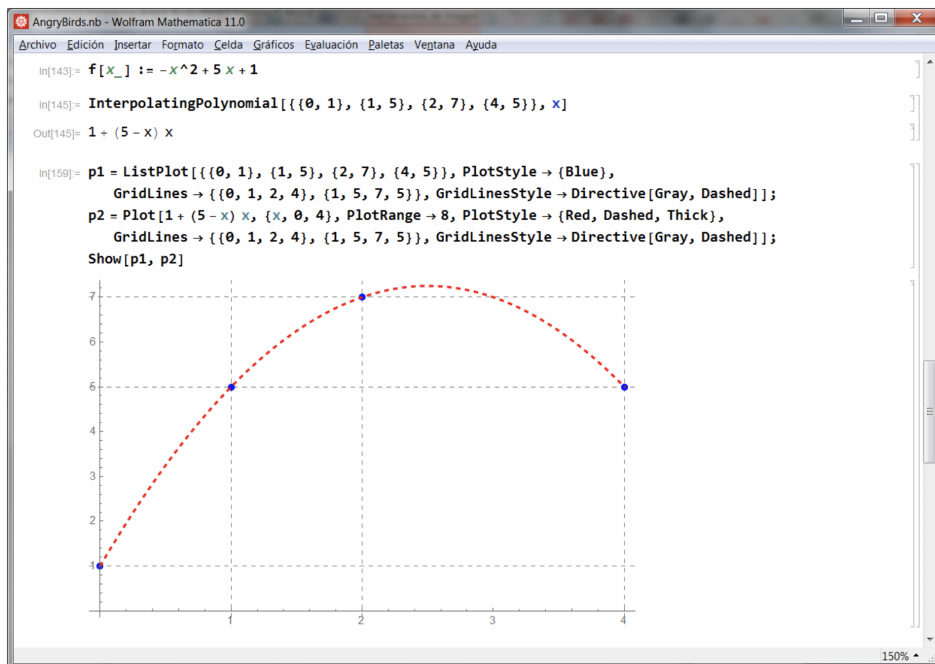 AngryBirds.nb - Wolfram Mathematica 11.0
Archivo Edición Insertar Formato Celda Gráficos Evaluación Paletas Ventana Ayuda
In[143]:= f[x_] := -x^2 + 5 x + 1
In[145]:= InterpolatingPolynomial[{{0, 1}, {1, 5}, {2, 7}, {4, 5}}, x]
Out[145]= 1 + (5 - x) x
In[159]:= p1 = ListPlot[{{0, 1}, {1, 5}, {2, 7}, {4, 5}}, PlotStyle → {Blue},
GridLines → {{0, 1, 2, 4}, {1, 5, 7, 5}}, GridLinesStyle → Directive[Gray, Dashed]];
p2 = Plot[1 + (5 - x) x, {x, 0, 4}, PlotRange → 8, PlotStyle → {Red, Dashed, Thick},
GridLines → {{0, 1, 2, 4}, {1, 5, 7, 5}}, GridLinesStyle → Directive[Gray, Dashed]];
Show[p1, p2]
7
6
5
4
3
2
1
1 2 3 4
150%